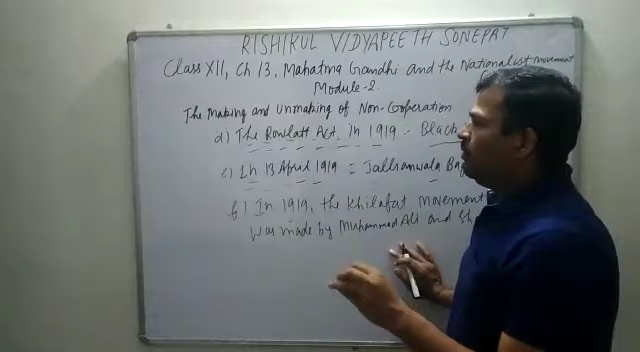 RISHIKUL VIDYAPEETH SONEPAT
Class XII, Ch 13, Mahatma Gandhi and the Nationalist movement
Module-2.
The Making and Unmaking of Non-Cooperation
d) The Rowlatt Act, in 1919 - Black
e) In 13 April 1919 = Jallianwala
f) In 1919, the Khilafat Movement
was made by Muhammad Ali and